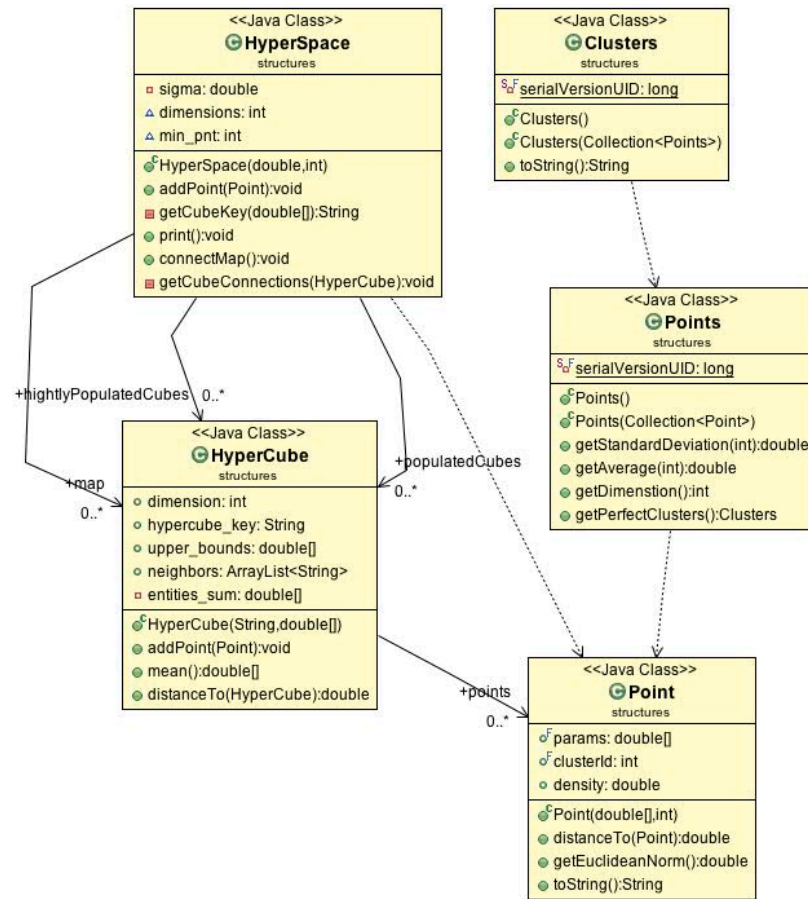 <<Java Class>>
HyperSpace
structures
sigma: double
dimensions: int
min_pnt: int
HyperSpace(double,int)
addPoint(Point):void
getCubeKey(double[]):String
print():void
connectMap():void
getCubeConnections(HyperCube):void
<<Java Class>>
Clusters
structures
serialVersionUID: long
Clusters()
Clusters(Collection<Points>)
toString():String
<<Java Class>>
Points
structures
serialVersionUID: long
Points()
Points(Collection<Point>)
getStandardDeviation(int):double
getAverage(int):double
getDimenstion():int
getPerfectClusters():Clusters
+hightlyPopulatedCubes
0..*
+populatedCubes
0..*
+map
0..*
<<Java Class>>
HyperCube
structures
dimension: int
hypercube_key: String
upper_bounds: double[]
neighbors: ArrayList<String>
entities_sum: double[]
HyperCube(String,double[])
addPoint(Point):void
mean():double[]
distanceTo(HyperCube):double
+points
0..*
<<Java Class>>
Point
structures
params: double[]
clusterId: int
density: double
Point(double[],int)
distanceTo(Point):double
getEuclideanNorm():double
toString():String